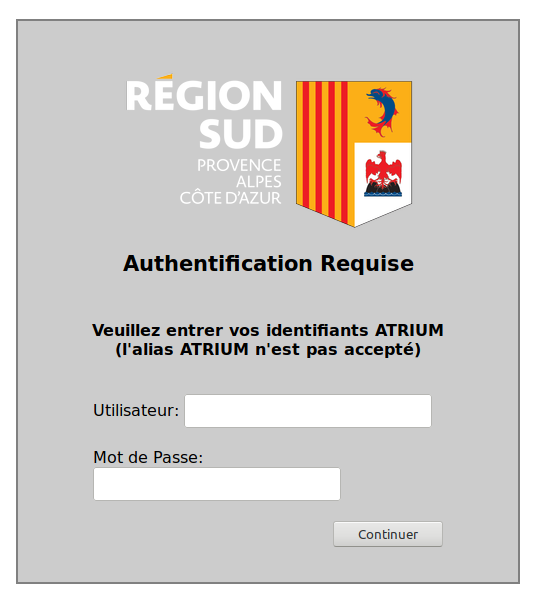 RÉGION
SUD
PROVENCE
ALPES
CÔTE D'AZUR
Authentification Requise
Veuillez entrer vos identifiants ATRIUM
(l'alias ATRIUM n'est pas accepté)
Utilisateur:
Mot de Passe:
Continuer